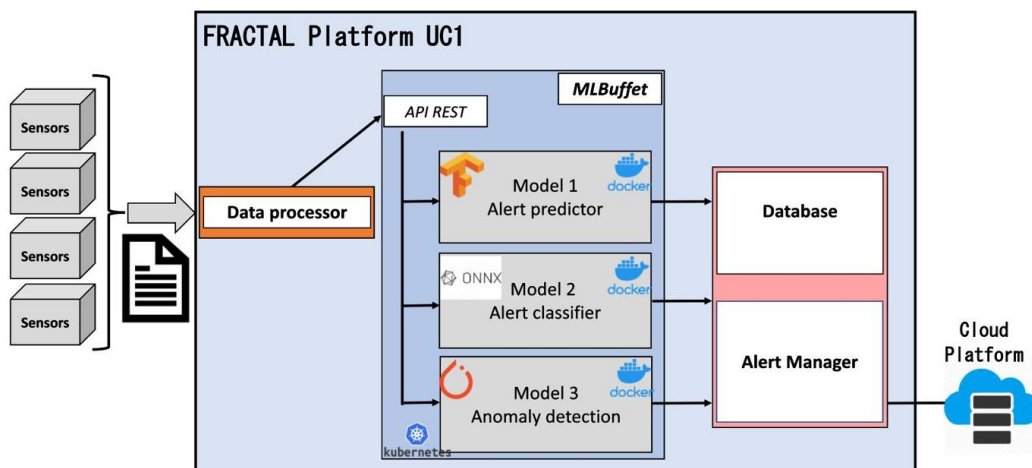 FRACTAL Platform UC1
Sensors
Sensors
Sensors
Sensors
Data processor
MLBuffet
API REST
Model 1
Alert predictor
docker
ONNX
Model 2
Alert classifier
docker
Model 3
Anomaly detection
docker
kubernetes
Database
Alert Manager
Cloud
Platform